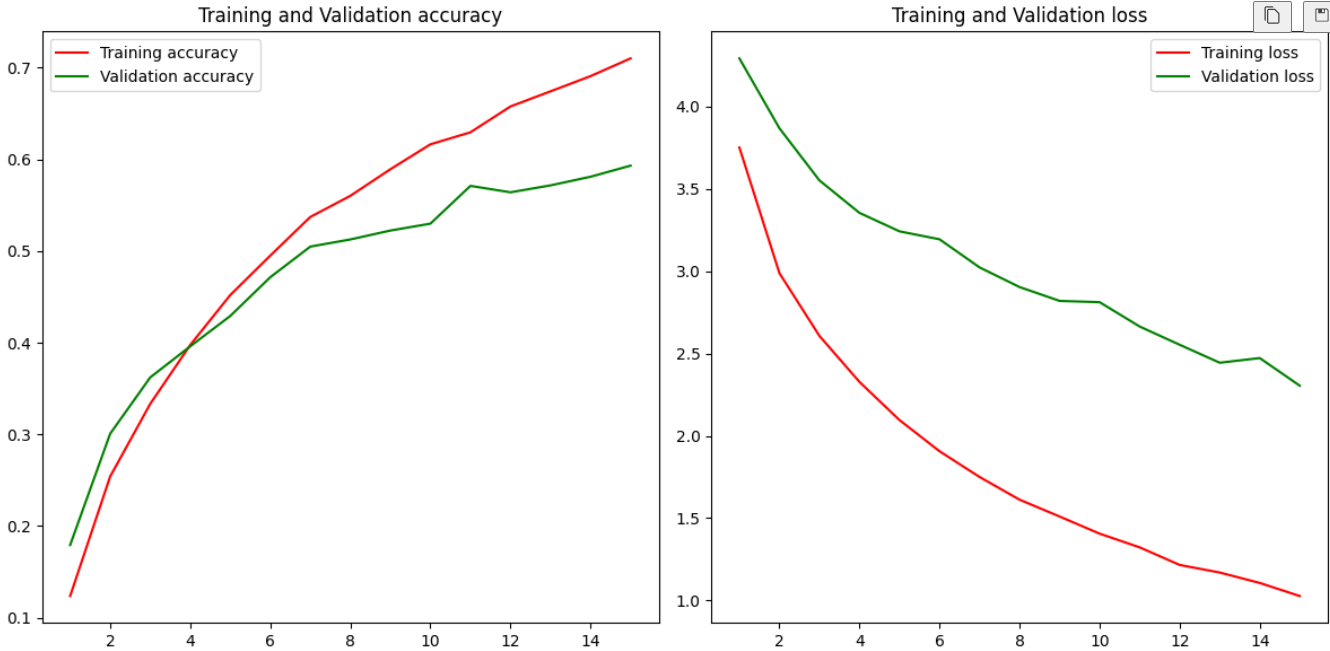 Training and Validation accuracy
Training accuracy
Validation accuracy
0.7
0.6
0.5
0.4
0.3
0.2
0.1
2 4 6 8 10 12 14
Training and Validation loss
Training loss
Validation loss
4.0
3.5
3.0
2.5
2.0
1.5
1.0
2 4 6 8 10 12 14